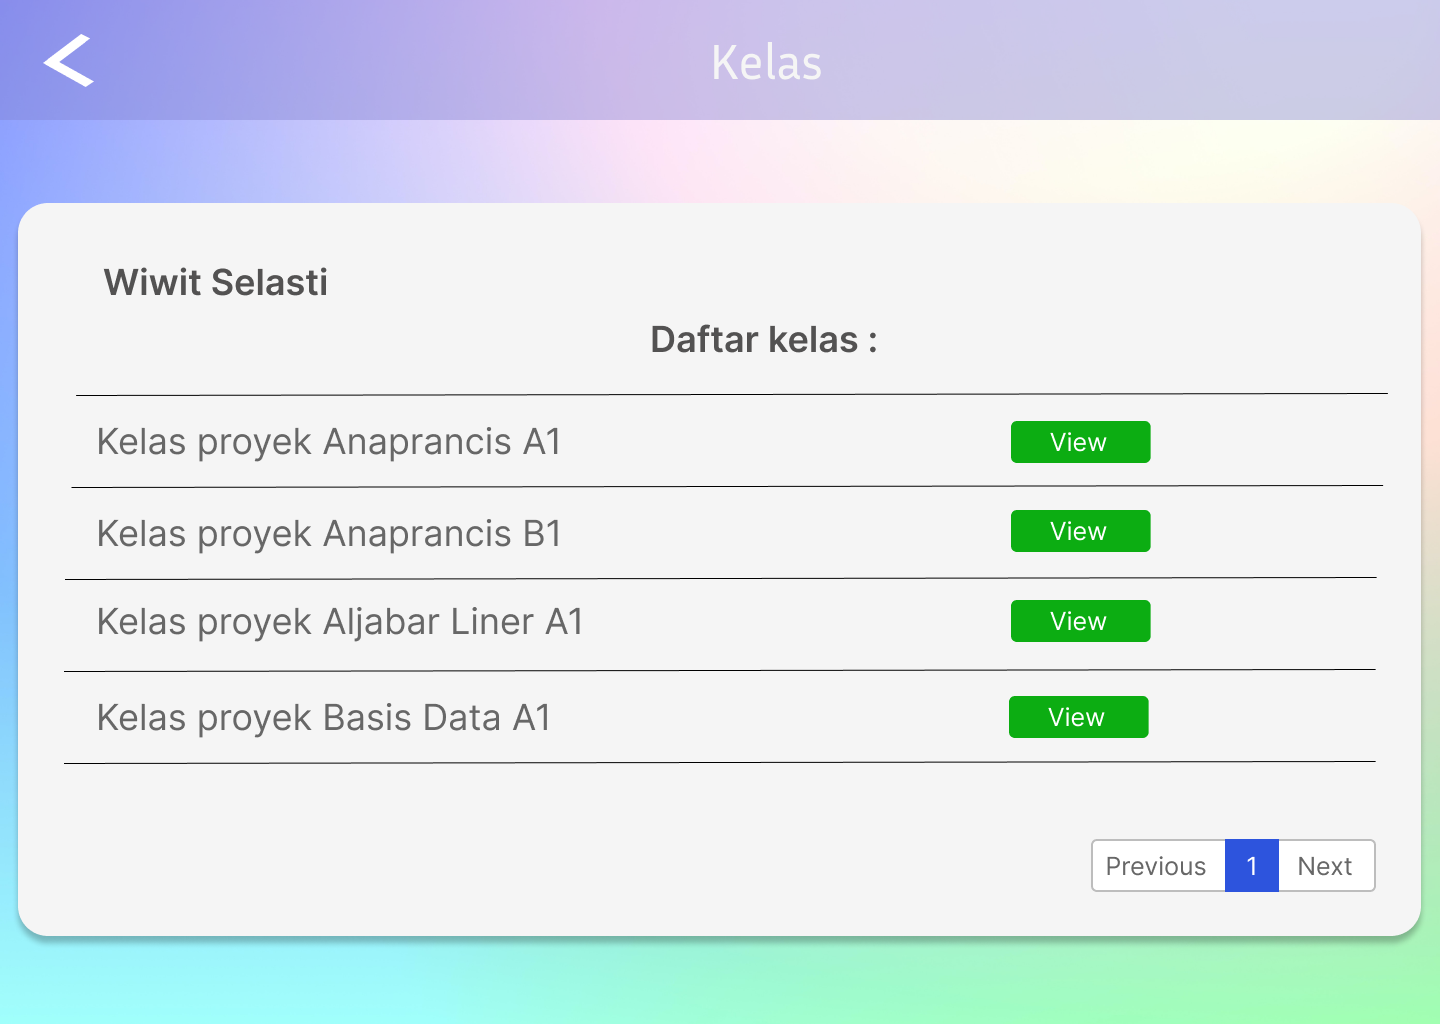 Kelas
Wiwit Selasti
Daftar kelas :
Kelas proyek Anaprancis A1
View
Kelas proyek Anaprancis B1
View
Kelas proyek Aljabar Liner A1
View
Kelas proyek Basis Data A1
View
Previous 1 Next